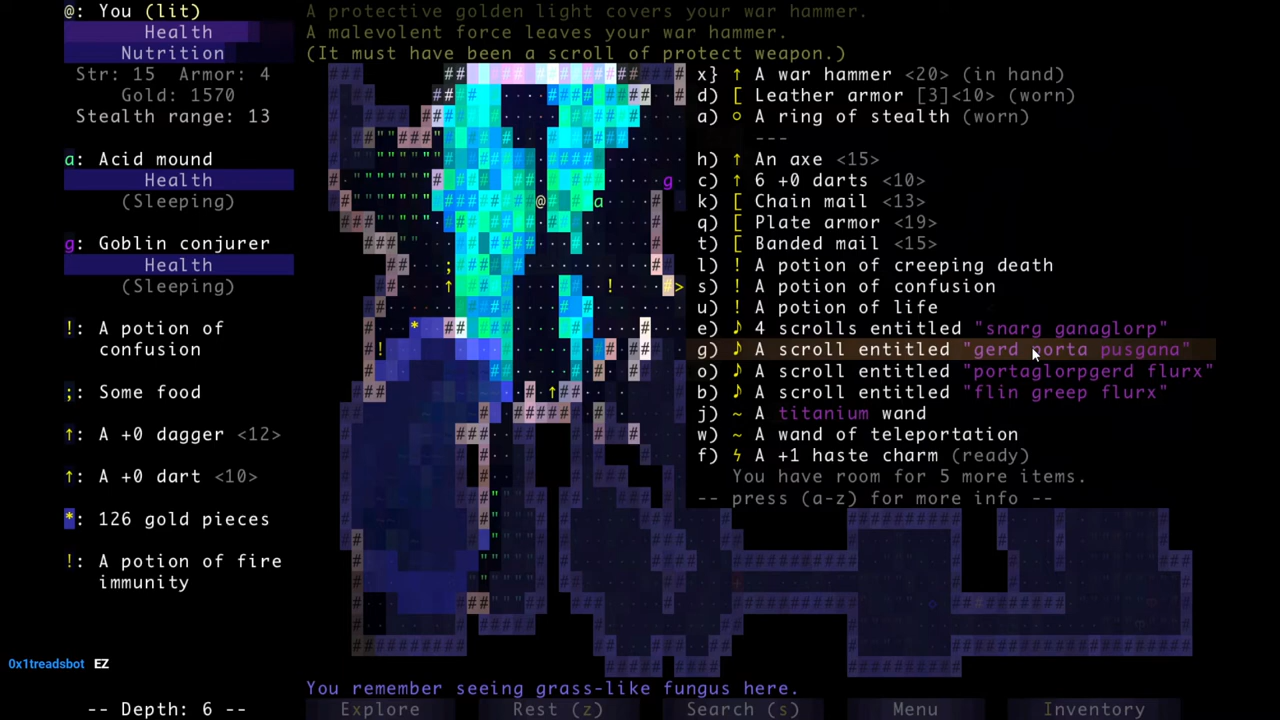 @: You (lit)
Health
Nutrition
Str: 15 Armor: 4
Gold: 1570
Stealth range: 13
a: Acid mound
Health
(Sleeping)
g: Goblin conjurer
Health
(Sleeping)
!: A potion of
confusion
;: Some food
↑: A +0 dagger <12>
↑: A +0 dart <10>
*: 126 gold pieces
!: A potion of fire
immunity
0x1treadsbot EZ
-- Depth: 6 --
A protective golden light covers your war hammer.
A malevolent force leaves your war hammer.
(It must have been a scroll of protect weapon.)
x} ↑ A war hammer <20> (in hand)
d) [ Leather armor [3]<10> (worn)
a) ○ A ring of stealth (worn)
---
h) ↑ An axe <15>
c) ↑ 6 +0 darts <10>
k) [ Chain mail <13>
q) [ Plate armor <19>
t) [ Banded mail <15>
l) ! A potion of creeping death
s) ! A potion of confusion
u) ! A potion of life
e) ♪ 4 scrolls entitled "snarg ganaglorp"
g) ♪ A scroll entitled "gerd porta pusgana"
o) ♪ A scroll entitled "portaglorpgerd flurx"
b) ♪ A scroll entitled "flin greep flurx"
j) ~ A titanium wand
w) ~ A wand of teleportation
f) ϟ A +1 haste charm (ready)
You have room for 5 more items.
-- press (a-z) for more info --
You remember seeing grass-like fungus here.
Explore Rest (z) Search (s) Menu Inventory